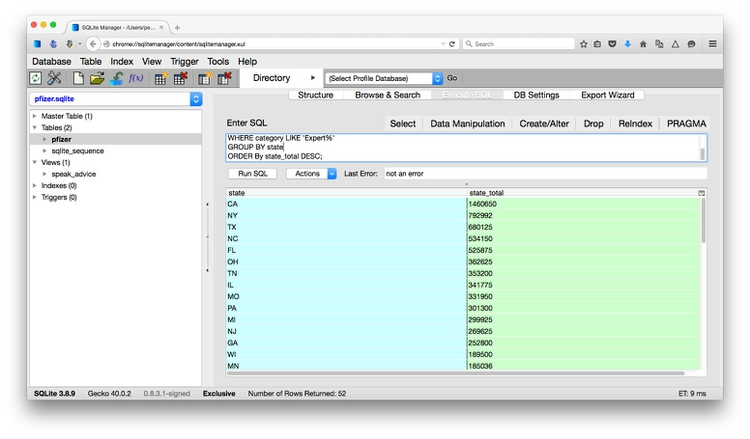 SQLite Manager - /Users/pe...
chrome://sqlitemanager/content/sqlitemanager.xul
Search
Database Table Index View Trigger Tools Help
f(x) Directory (Select Profile Database) Go
pfizer.sqlite
Structure Browse & Search Execute SQL DB Settings Export Wizard
Master Table (1)
Tables (2)
pfizer
sqlite_sequence
Views (1)
speak_advice
Indexes (0)
Triggers (0)
Enter SQL Select Data Manipulation Create/Alter Drop ReIndex PRAGMA
WHERE category LIKE 'Expert%'
GROUP BY state
ORDER By state_total DESC;
Run SQL Actions Last Error: not an error
state state_total
CA 1460650
NY 792992
TX 680125
NC 534150
FL 525875
OH 362625
TN 353200
IL 341775
MO 331950
PA 301300
MI 299925
NJ 269625
GA 252800
WI 189500
MN 185036
SQLite 3.8.9 Gecko 40.0.2 0.8.3.1-signed Exclusive Number of Rows Returned: 52 ET: 9 ms